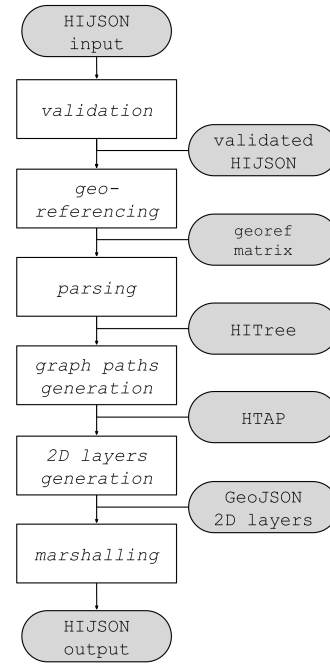 HIJSON
input
validation
validated
HIJSON
geo-
referencing
georef
matrix
parsing
HITree
graph paths
generation
HTAP
2D layers
generation
GeoJSON
2D layers
marshalling
HIJSON
output